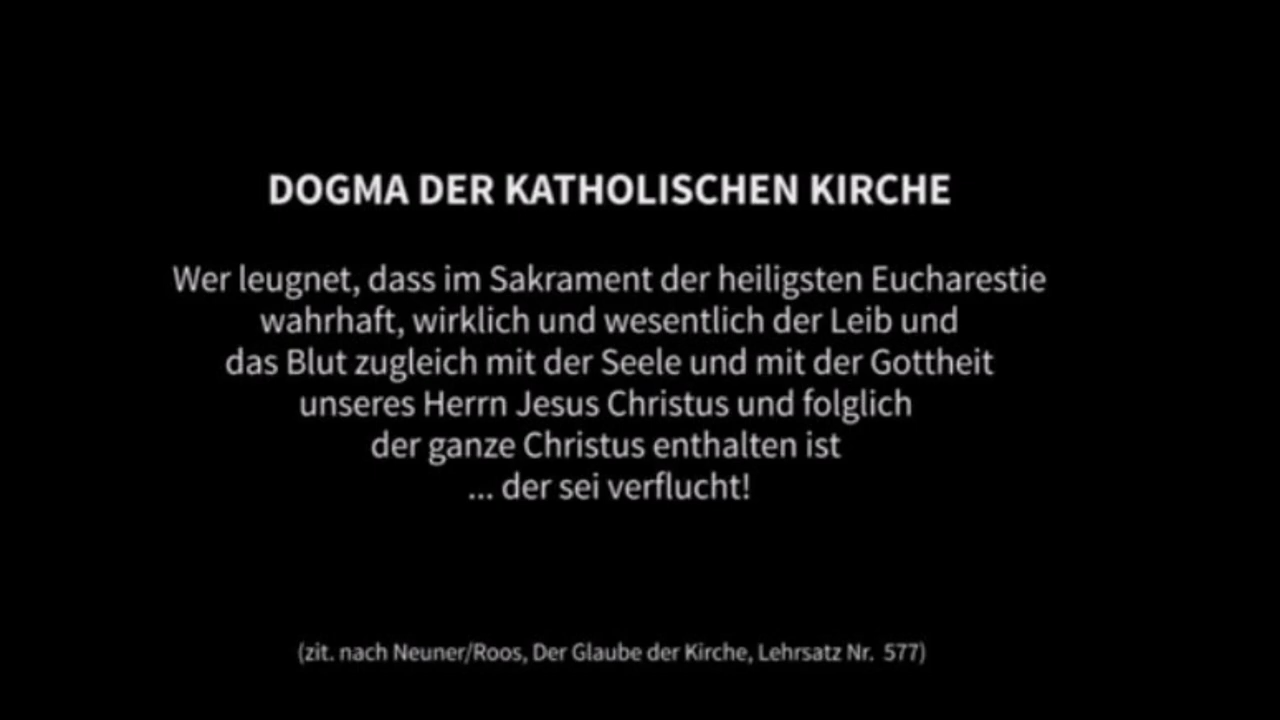 DOGMA DER KATHOLISCHEN KIRCHE
Wer leugnet, dass im Sakrament der heiligsten Eucharestie
wahrhaft, wirklich und wesentlich der Leib und
das Blut zugleich mit der Seele und mit der Gottheit
unseres Herrn Jesus Christus und folglich
der ganze Christus enthalten ist
... der sei verflucht!
(zit. nach Neuner/Roos, Der Glaube der Kirche, Lehrsatz Nr. 577)